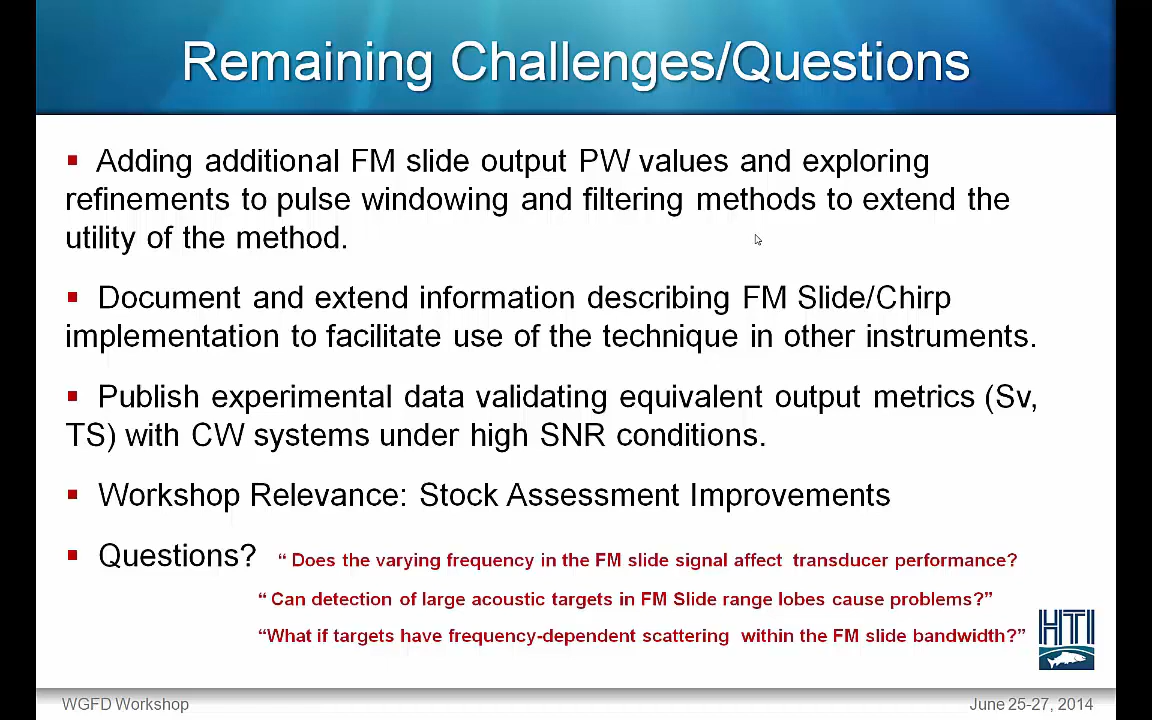 Remaining Challenges/Questions
▪ Adding additional FM slide output PW values and exploring
refinements to pulse windowing and filtering methods to extend the
utility of the method.
▪ Document and extend information describing FM Slide/Chirp
implementation to facilitate use of the technique in other instruments.
▪ Publish experimental data validating equivalent output metrics (Sv,
TS) with CW systems under high SNR conditions.
▪ Workshop Relevance: Stock Assessment Improvements
▪ Questions? “ Does the varying frequency in the FM slide signal affect transducer performance?
“ Can detection of large acoustic targets in FM Slide range lobes cause problems?”
“What if targets have frequency-dependent scattering within the FM slide bandwidth?”
HTI
WGFD Workshop
June 25-27, 2014